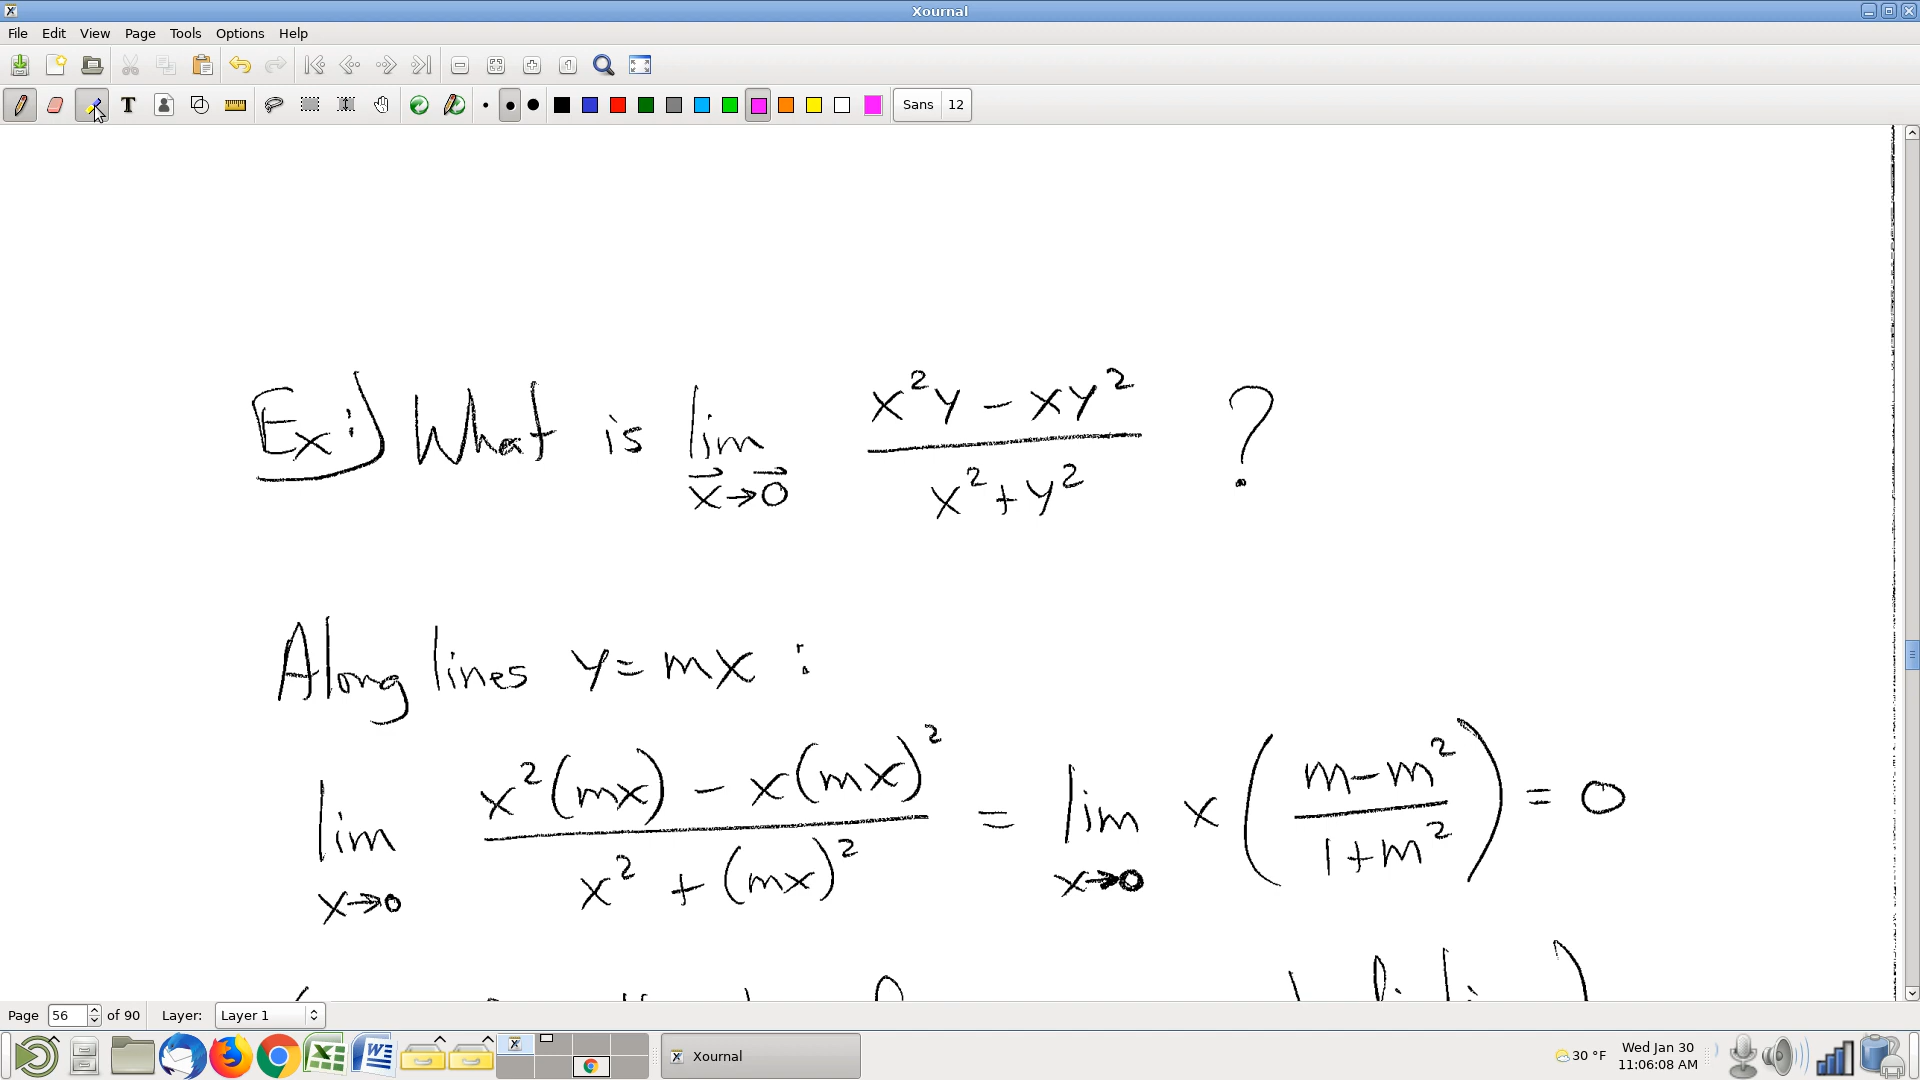 Xournal
File Edit View Page Tools Options Help
Sans 12
Ex:) What is lim x²y - xy² / x² + y² ?
x⃗→0⃗
Along lines y = mx :
lim x²(mx) - x(mx)² / x² + (mx)² = lim x ( m - m² / 1 + m² ) = 0
x→0 x→0
Page 56 of 90 Layer: Layer 1
Xournal
30 °F
Wed Jan 30
11:06:08 AM